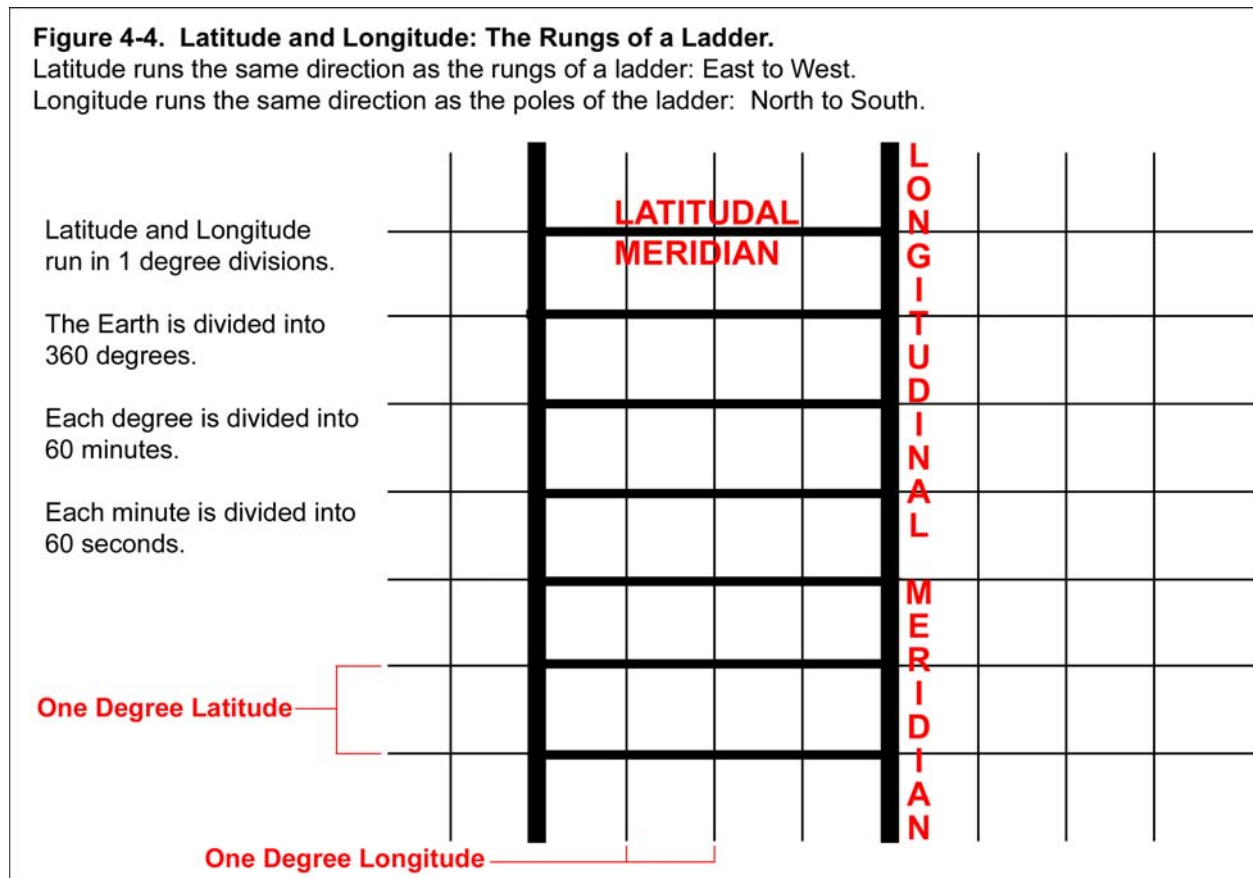 Figure 4-4. Latitude and Longitude: The Rungs of a Ladder.
Latitude runs the same direction as the rungs of a ladder: East to West.
Longitude runs the same direction as the poles of the ladder: North to South.
Latitude and Longitude
run in 1 degree divisions.
The Earth is divided into
360 degrees.
Each degree is divided into
60 minutes.
Each minute is divided into
60 seconds.
LATITUDAL
MERIDIAN
LONGITUDINAL MERIDIAN
One Degree Latitude
One Degree Longitude